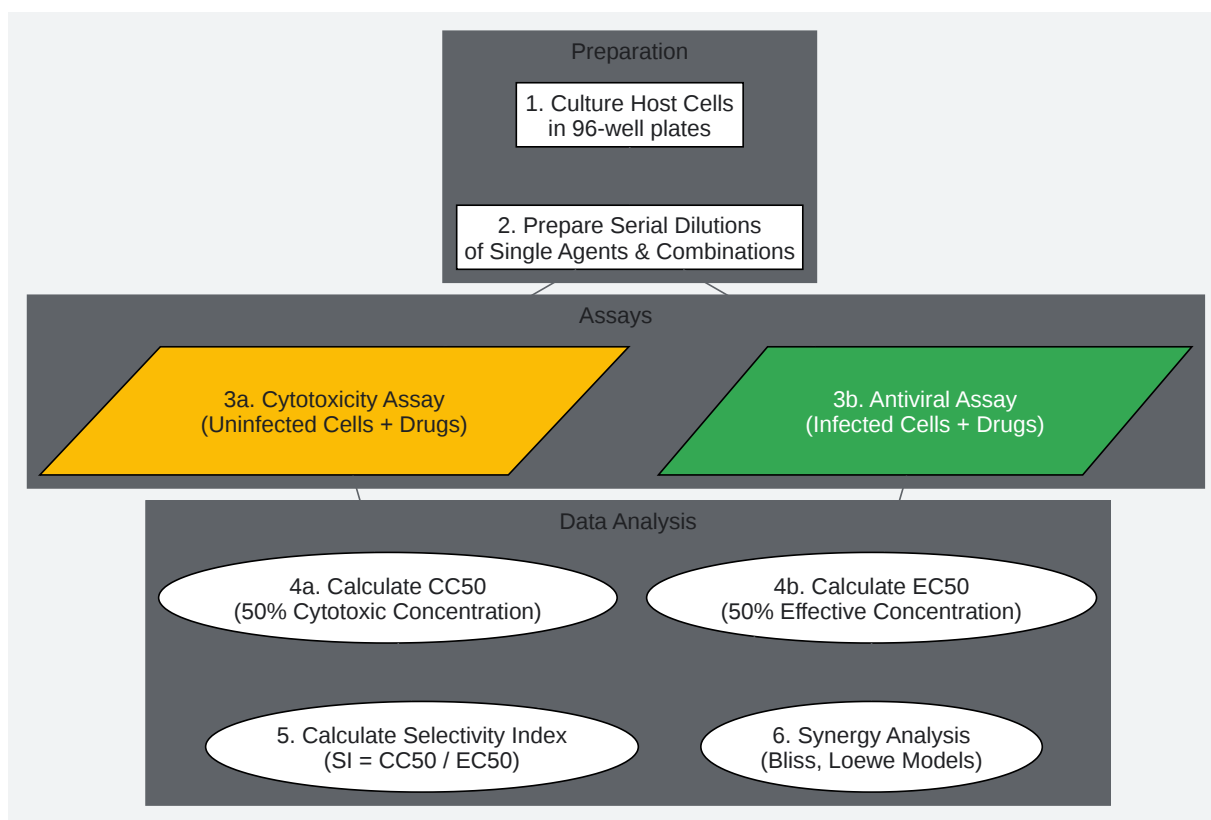 Preparation
1. Culture Host Cells
in 96-well plates
2. Prepare Serial Dilutions
of Single Agents & Combinations
Assays
3a. Cytotoxicity Assay
(Uninfected Cells + Drugs)
3b. Antiviral Assay
(Infected Cells + Drugs)
Data Analysis
4a. Calculate CC50
(50% Cytotoxic Concentration)
4b. Calculate EC50
(50% Effective Concentration)
5. Calculate Selectivity Index
(SI = CC50 / EC50)
6. Synergy Analysis
(Bliss, Loewe Models)